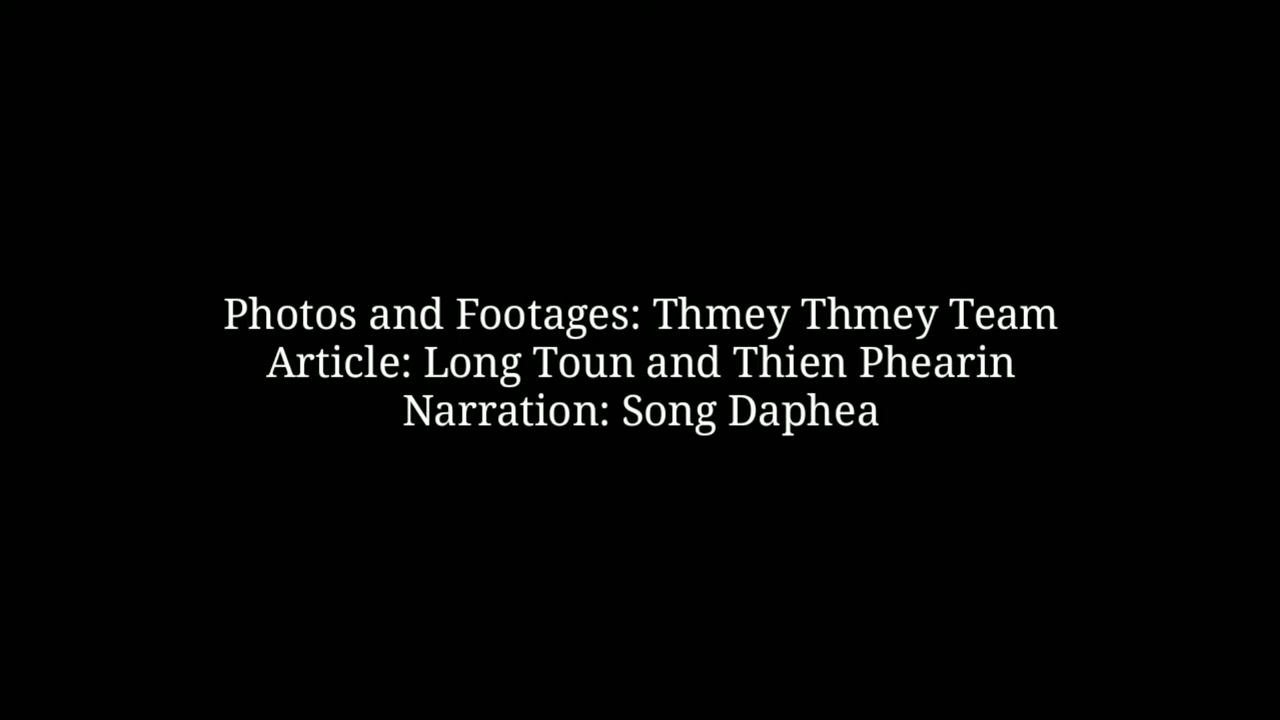 Photos and Footages: Thmey Thmey Team
Article: Long Toun and Thien Phearin
Narration: Song Daphea